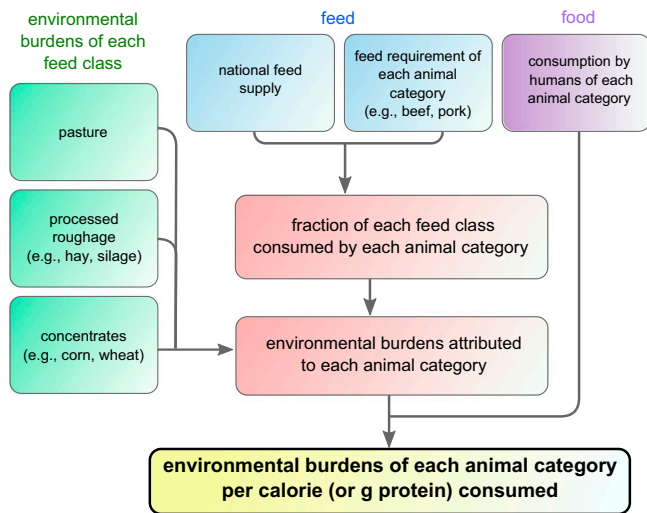 environmental
burdens of each
feed class
feed
food
pasture
processed
roughage
(e.g., hay, silage)
concentrates
(e.g., corn, wheat)
national feed
supply
feed requirement of
each animal
category
(e.g., beef, pork)
consumption by
humans of each
animal category
fraction of each feed class
consumed by each animal category
environmental burdens attributed
to each animal category
environmental burdens of each animal category
per calorie (or g protein) consumed